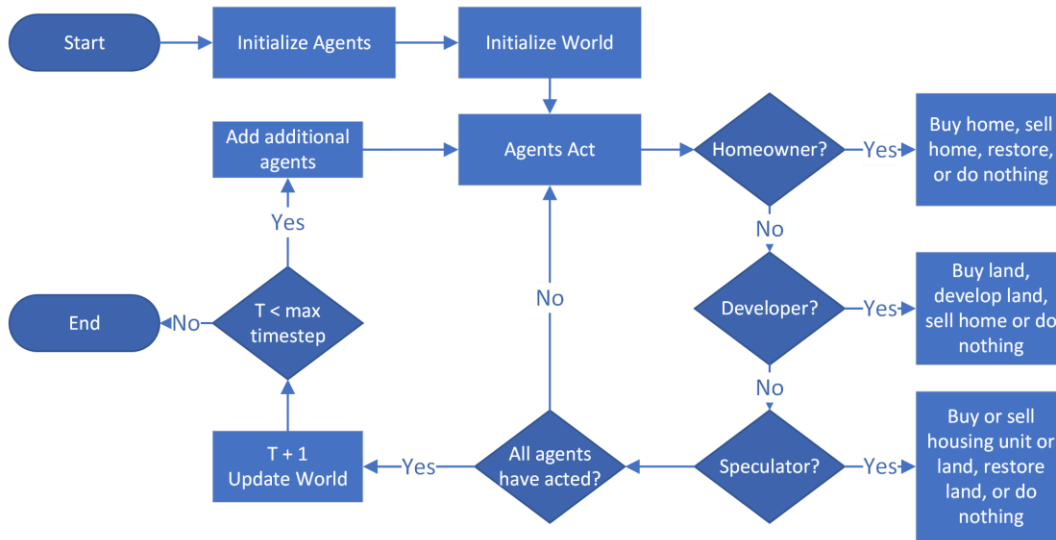 Start
Initialize Agents
Initialize World
Add additional
agents
Agents Act
Homeowner?
Yes
Buy home, sell
home, restore,
or do nothing
Yes
No
No
End
No
T < max
timestep
Developer?
Yes
Buy land,
develop land,
sell home or do
nothing
No
T + 1
Update World
Yes
All agents
have acted?
Speculator?
Yes
Buy or sell
housing unit or
land, restore
land, or do
nothing